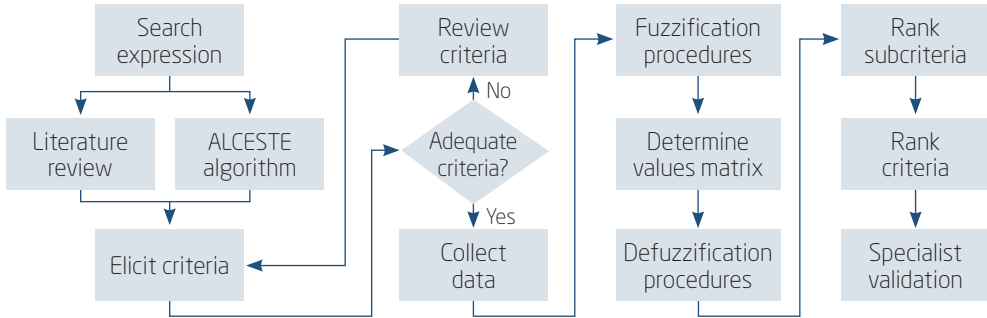 Search
expression
Literature
review
ALCESTE
algorithm
Elicit criteria
Review
criteria
No
Adequate
criteria?
Yes
Collect
data
Fuzzification
procedures
Determine
values matrix
Defuzzification
procedures
Rank
subcriteria
Rank
criteria
Specialist
validation